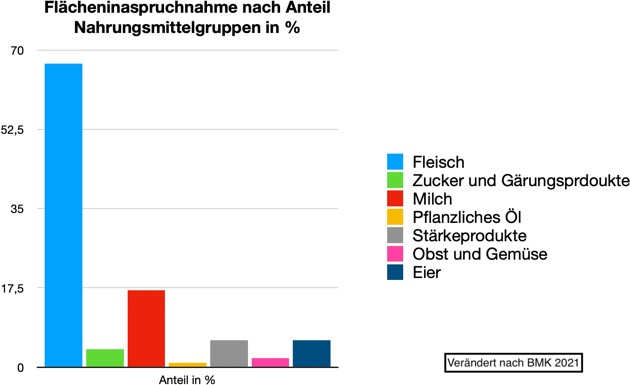 Flächeninaspruchnahme nach Anteil
Nahrungsmittelgruppen in %
70
52,5
35
17,5
0
Anteil in %
Fleisch
Zucker und Gärungsprdoukte
Milch
Pflanzliches Öl
Stärkeprodukte
Obst und Gemüse
Eier
Verändert nach BMK 2021